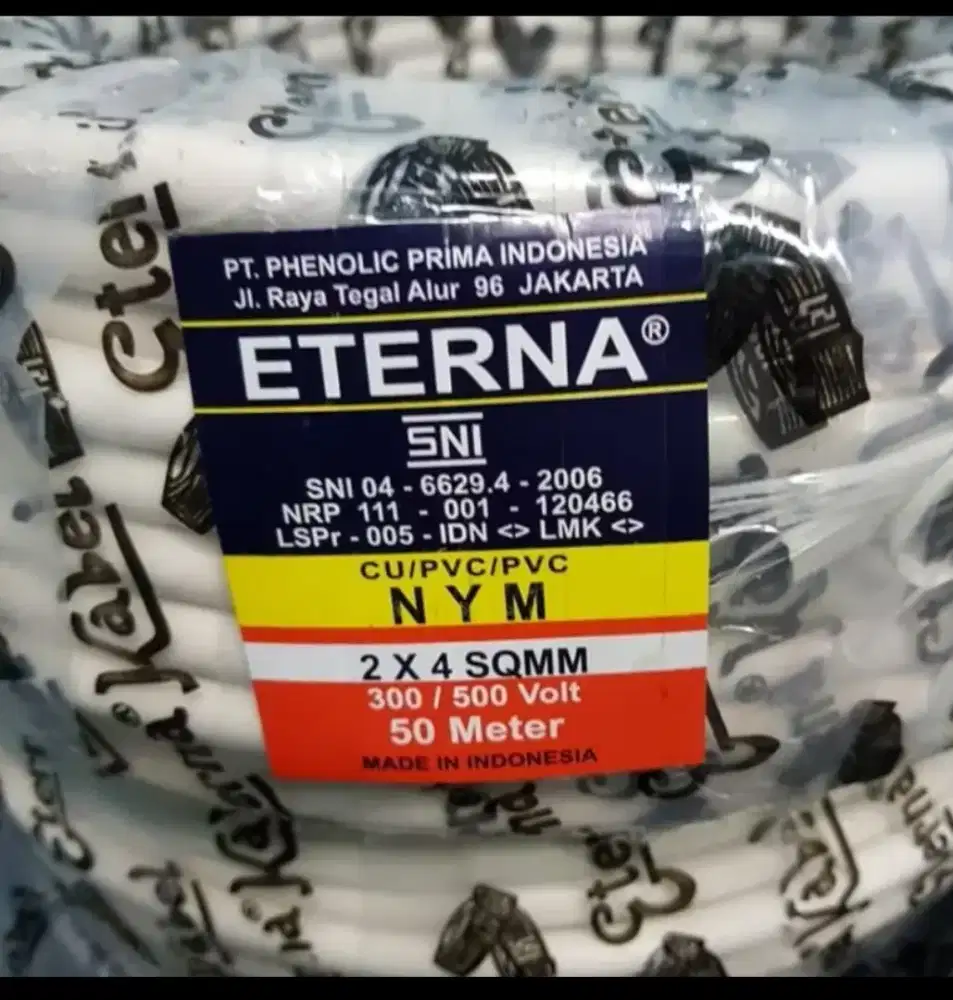 PT. PHENOLIC PRIMA INDONESIA
Jl. Raya Tegal Alur 96 JAKARTA
ETERNA®
SNI
SNI 04 - 6629.4 - 2006
NRP 111 - 001 - 120466
LSPr - 005 - IDN <> LMK <>
CU/PVC/PVC
NYM
2 X 4 SQMM
300 / 500 Volt
50 Meter
MADE IN INDONESIA
Kabel